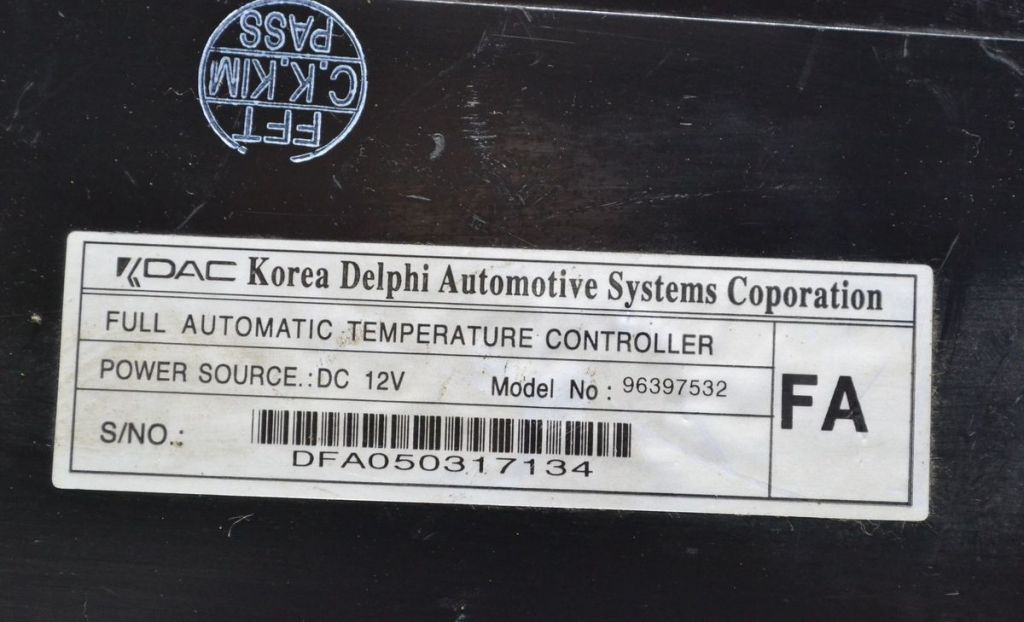 FFT
C.K.KIM
PASS
KDAC Korea Delphi Automotive Systems Coporation
FULL AUTOMATIC TEMPERATURE CONTROLLER
POWER SOURCE.:DC 12V Model No : 96397532
FA
S/NO.:
DFA050317134